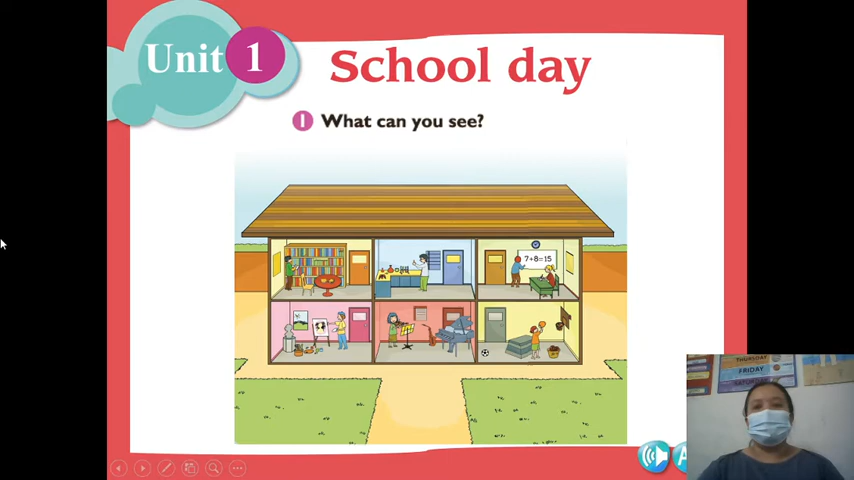 Unit 1
School day
1 What can you see?
7+8=15
THURSDAY
FRIDAY
SATURDAY